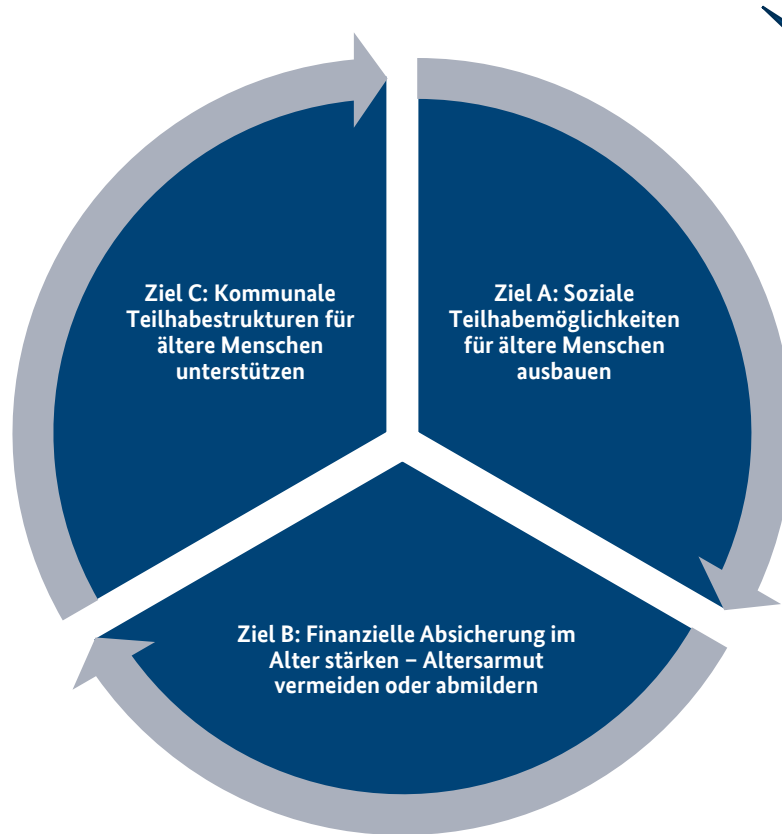 Ziel C: Kommunale
Teilhabestrukturen für
ältere Menschen
unterstützen
Ziel A: Soziale
Teilhabemöglichkeiten
für ältere Menschen
ausbauen
Ziel B: Finanzielle Absicherung im
Alter stärken – Altersarmut
vermeiden oder abmildern